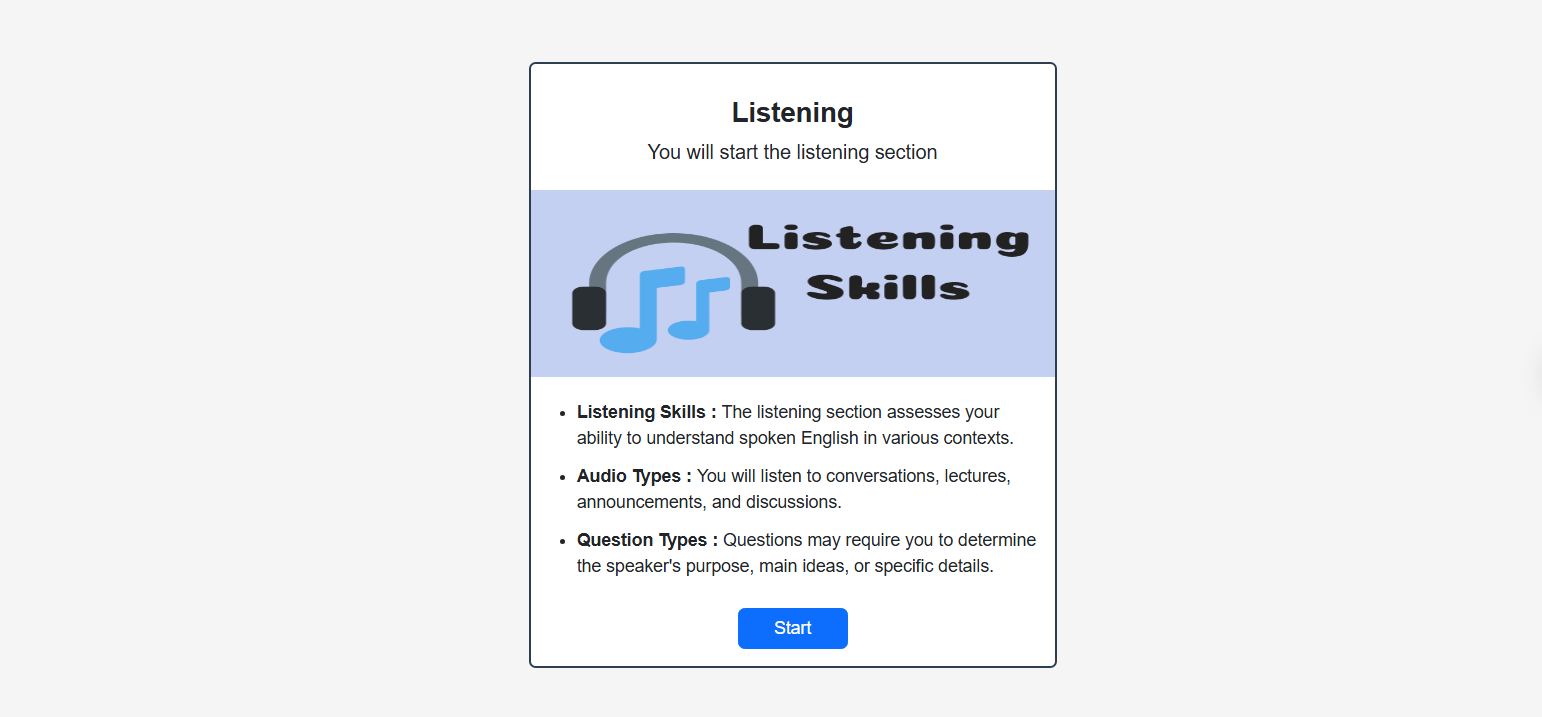 Listening
You will start the listening section
Listening
Skills
Listening Skills : The listening section assesses your
ability to understand spoken English in various contexts.
Audio Types : You will listen to conversations, lectures,
announcements, and discussions.
Question Types : Questions may require you to determine
the speaker's purpose, main ideas, or specific details.
Start